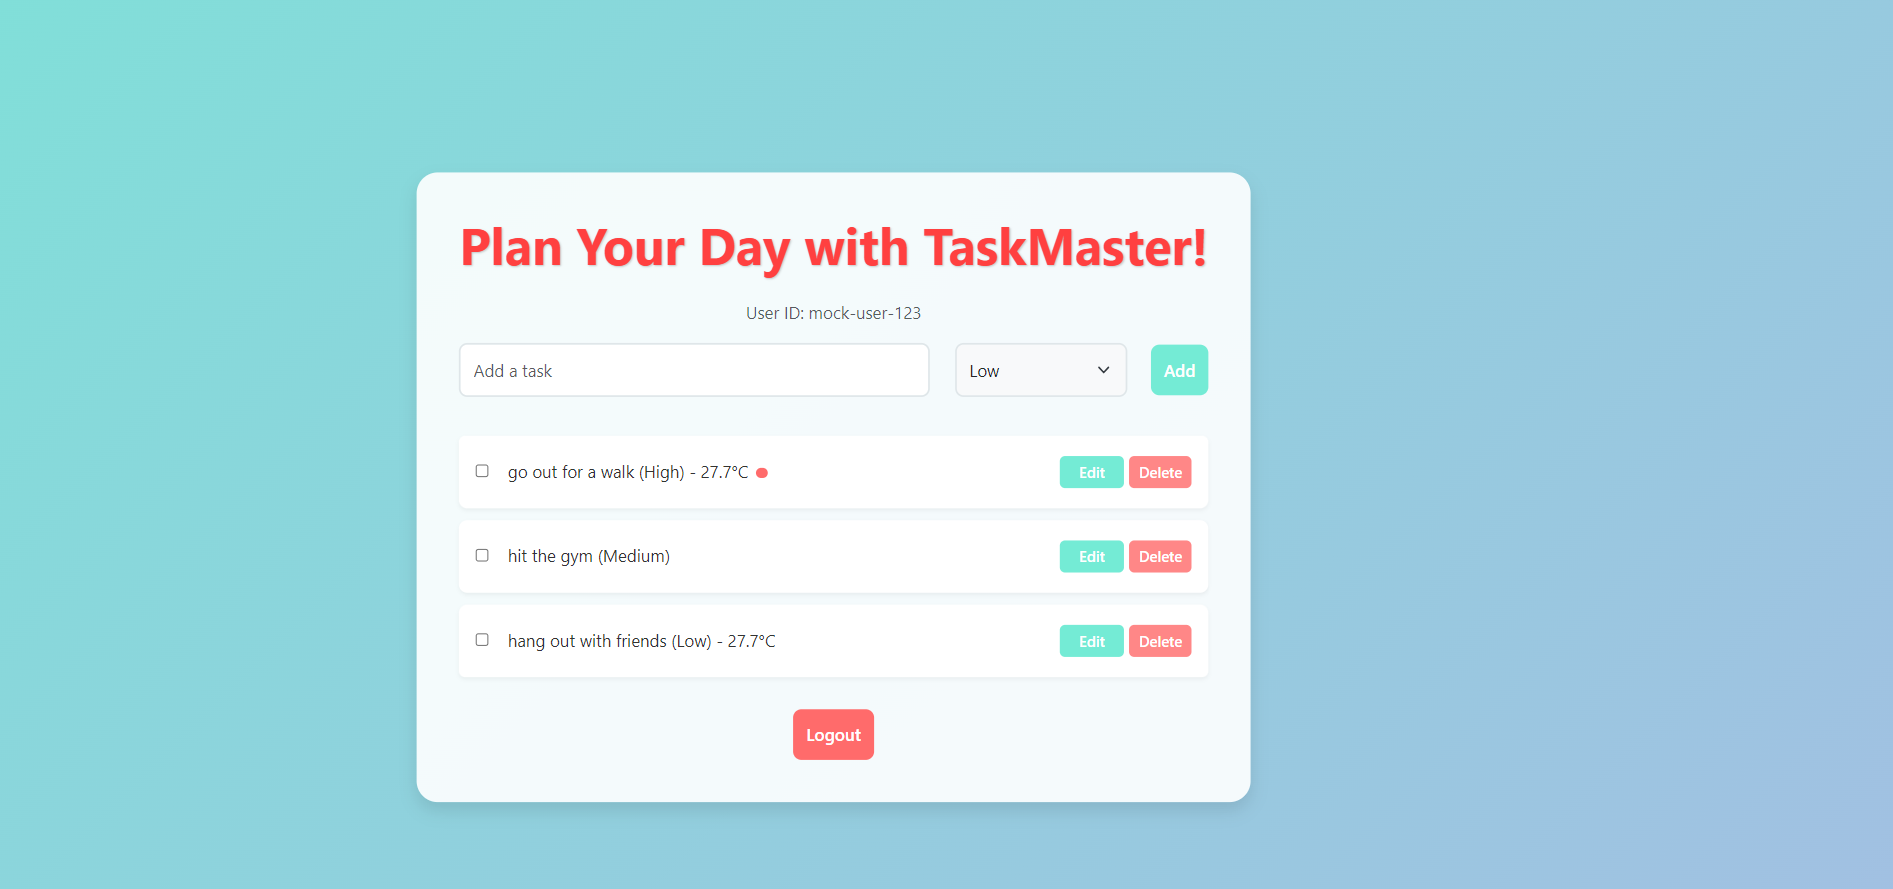 Plan Your Day with TaskMaster!
User ID: mock-user-123
Add a task Low Add
go out for a walk (High) - 27.7°C Edit Delete
hit the gym (Medium) Edit Delete
hang out with friends (Low) - 27.7°C Edit Delete
Logout